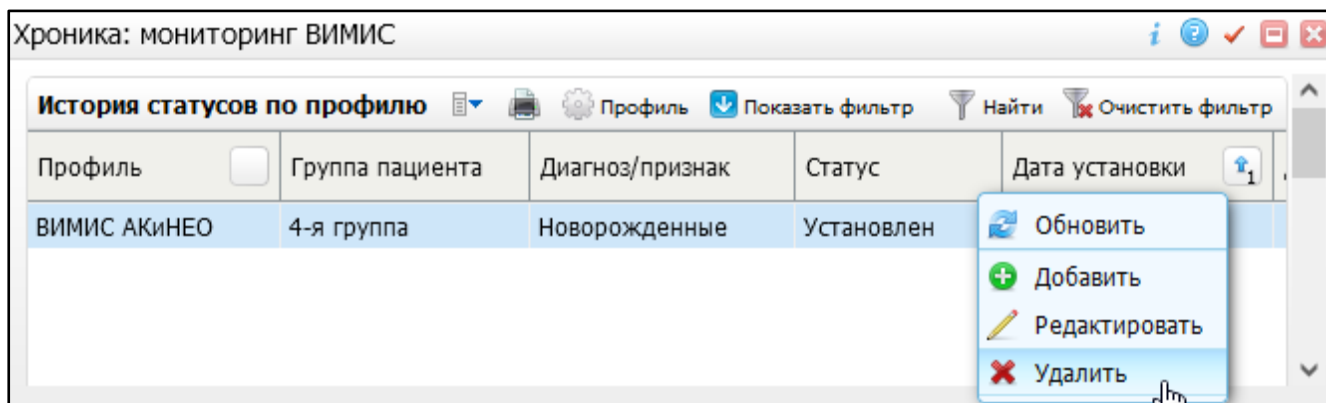 Хроника: мониторинг ВИМИС
История статусов по профилю Профиль Показать фильтр Найти Очистить фильтр
Профиль Группа пациента Диагноз/признак Статус Дата установки 1
ВИМИС АКиНЕО 4-я группа Новорожденные Установлен
Обновить
Добавить
Редактировать
Удалить